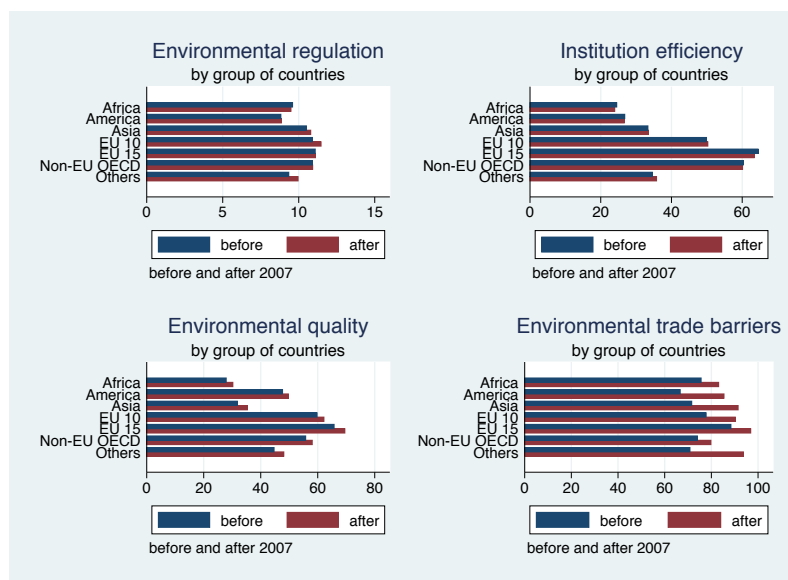 Environmental regulation
by group of countries
Africa
America
Asia
EU 10
EU 15
Non-EU OECD
Others
0 5 10 15
before after
before and after 2007
Institution efficiency
by group of countries
Africa
America
Asia
EU 10
EU 15
Non-EU OECD
Others
0 20 40 60
before after
before and after 2007
Environmental quality
by group of countries
Africa
America
Asia
EU 10
EU 15
Non-EU OECD
Others
0 20 40 60 80
before after
before and after 2007
Environmental trade barriers
by group of countries
Africa
America
Asia
EU 10
EU 15
Non-EU OECD
Others
0 20 40 60 80 100
before after
before and after 2007